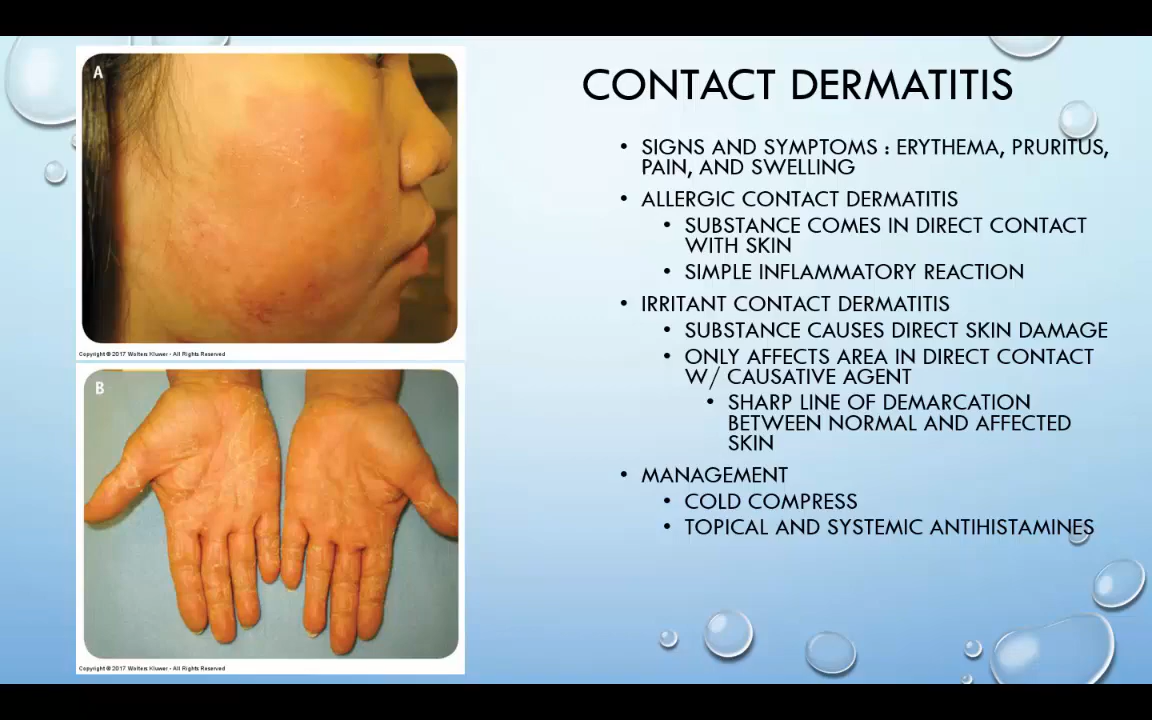 A
Copyright © 2017 Wolters Kluwer - All Rights Reserved
B
Copyright © 2017 Wolters Kluwer - All Rights Reserved
CONTACT DERMATITIS
• SIGNS AND SYMPTOMS : ERYTHEMA, PRURITUS,
PAIN, AND SWELLING
• ALLERGIC CONTACT DERMATITIS
• SUBSTANCE COMES IN DIRECT CONTACT
WITH SKIN
• SIMPLE INFLAMMATORY REACTION
• IRRITANT CONTACT DERMATITIS
• SUBSTANCE CAUSES DIRECT SKIN DAMAGE
• ONLY AFFECTS AREA IN DIRECT CONTACT
W/ CAUSATIVE AGENT
• SHARP LINE OF DEMARCATION
BETWEEN NORMAL AND AFFECTED
SKIN
• MANAGEMENT
• COLD COMPRESS
• TOPICAL AND SYSTEMIC ANTIHISTAMINES